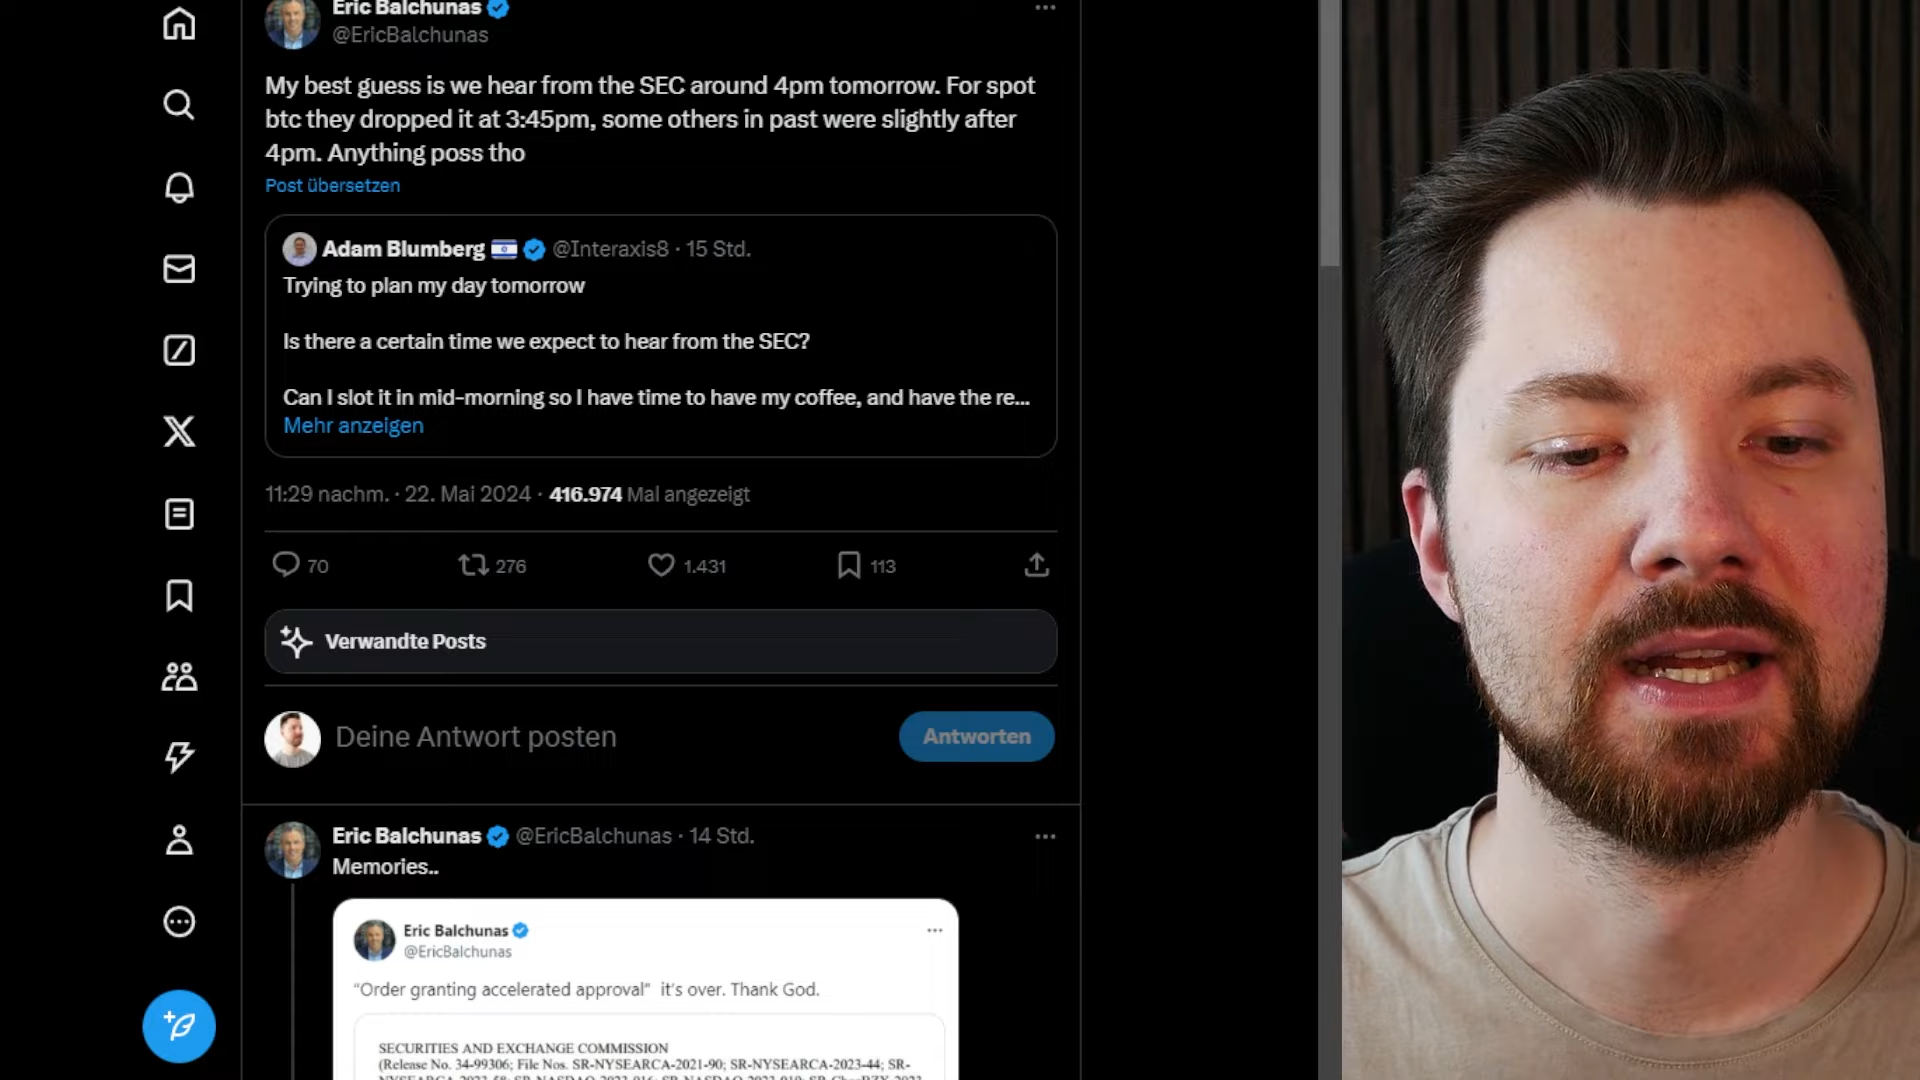 Eric Balchunas
@EricBalchunas
My best guess is we hear from the SEC around 4pm tomorrow. For spot
btc they dropped it at 3:45pm, some others in past were slightly after
4pm. Anything poss tho
Post übersetzen
Adam Blumberg @Interaxis8 · 15 Std.
Trying to plan my day tomorrow
Is there a certain time we expect to hear from the SEC?
Can I slot it in mid-morning so I have time to have my coffee, and have the re...
Mehr anzeigen
11:29 nachm. · 22. Mai 2024 · 416.974 Mal angezeigt
70 276 1.431 113
Verwandte Posts
Deine Antwort posten
Antworten
Eric Balchunas @EricBalchunas · 14 Std.
Memories..
Eric Balchunas
@EricBalchunas
“Order granting accelerated approval” it's over. Thank God.
SECURITIES AND EXCHANGE COMMISSION
(Release No. 34-99306; File Nos. SR-NYSEARCA-2021-90; SR-NYSEARCA-2023-44; SR-